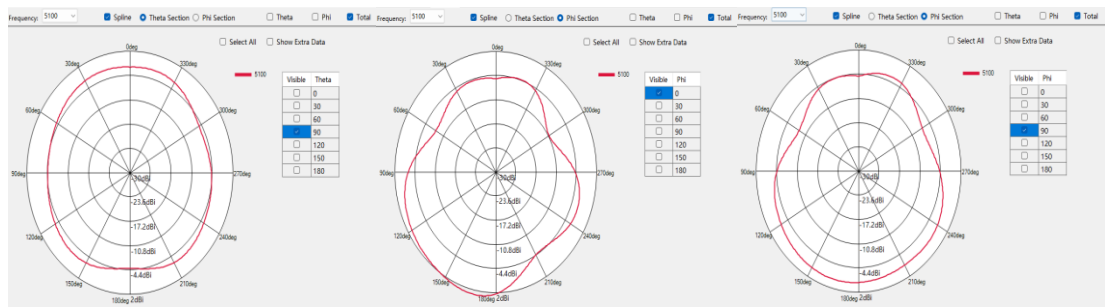 Frequency: 5100 Spline Theta Section Phi Section Theta Phi Total
Select All Show Extra Data
0deg
30deg 330deg
5100
60deg 300deg
90deg 270deg
120deg 240deg
150deg 210deg
180deg 2dBi
-30dBi
-23.6dBi
-17.2dBi
-10.8dBi
-4.4dBi
Visible Theta
0
30
60
90
120
150
180
Frequency: 5100 Spline Theta Section Phi Section Theta Phi Total
Select All Show Extra Data
0deg
30deg 330deg
5100
60deg 300deg
90deg 270deg
120deg 240deg
150deg 210deg
180deg 2dBi
-30dBi
-23.6dBi
-17.2dBi
-10.8dBi
-4.4dBi
Visible Phi
0
30
60
90
120
150
180
Frequency: 5100 Spline Theta Section Phi Section Theta Phi Total
Select All Show Extra Data
0deg
30deg 330deg
5100
60deg 300deg
90deg 270deg
120deg 240deg
150deg 210deg
180deg 2dBi
-30dBi
-23.6dBi
-17.2dBi
-10.8dBi
-4.4dBi
Visible Phi
0
30
60
90
120
150
180